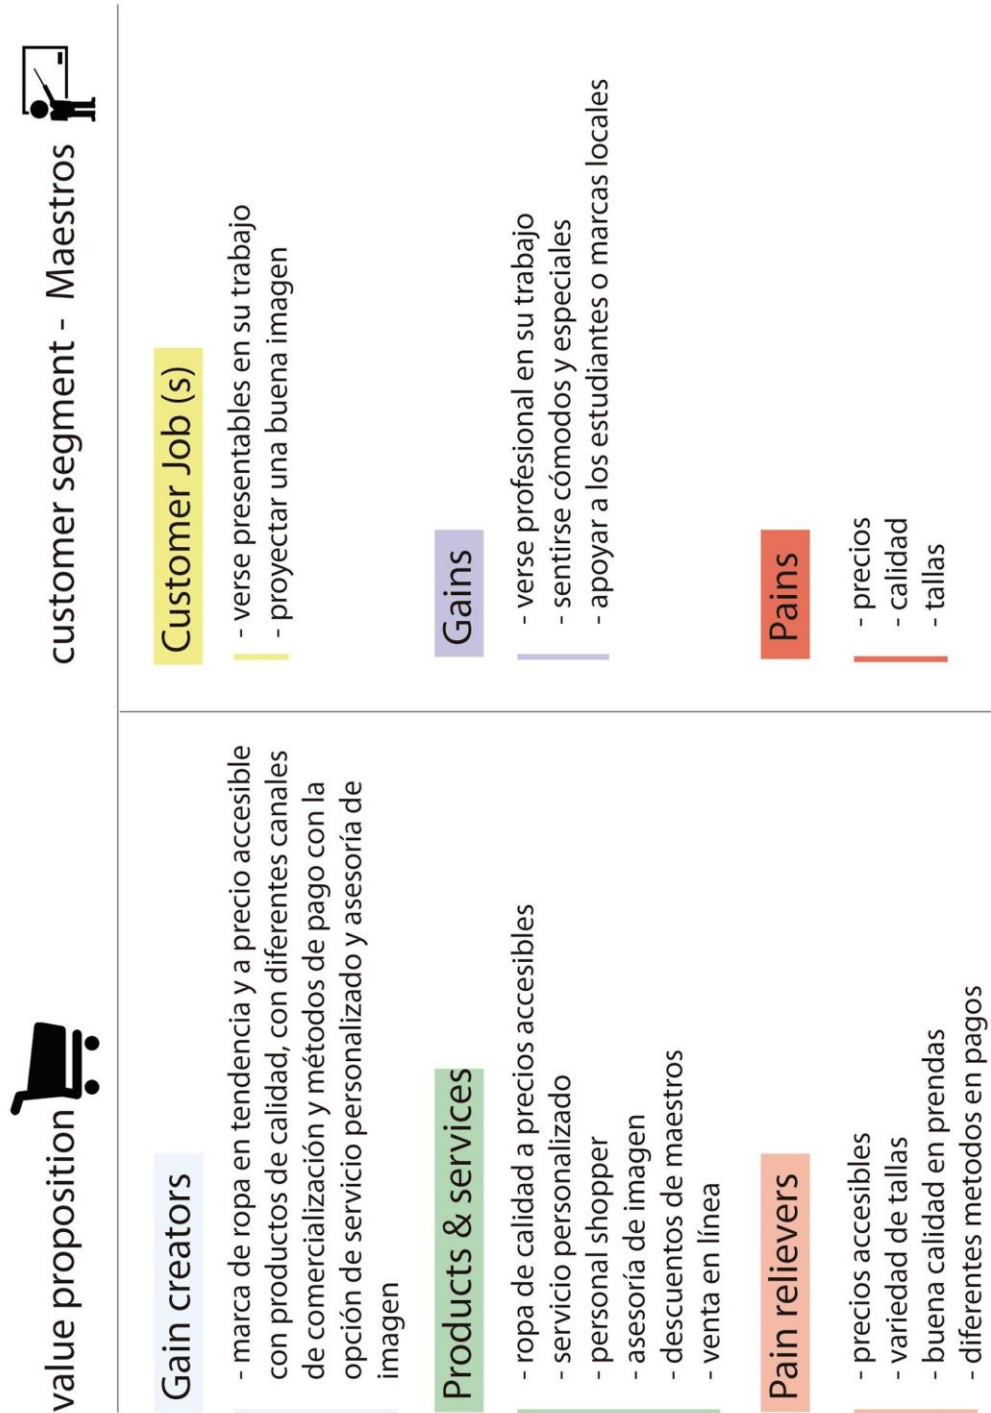 value proposition
customer segment - Maestros
Gain creators
- marca de ropa en tendencia y a precio accesible
con productos de calidad, con diferentes canales
de comercialización y métodos de pago con la
opción de servicio personalizado y asesoría de
imagen
Products & services
- ropa de calidad a precios accesibles
- servicio personalizado
- personal shopper
- asesoría de imagen
- descuentos de maestros
- venta en línea
Pain relievers
- precios accesibles
- variedad de tallas
- buena calidad en prendas
- diferentes metodos en pagos
Customer Job (s)
- verse presentables en su trabajo
- proyectar una buena imagen
Gains
- verse profesional en su trabajo
- sentirse cómodos y especiales
- apoyar a los estudiantes o marcas locales
Pains
- precios
- calidad
- tallas